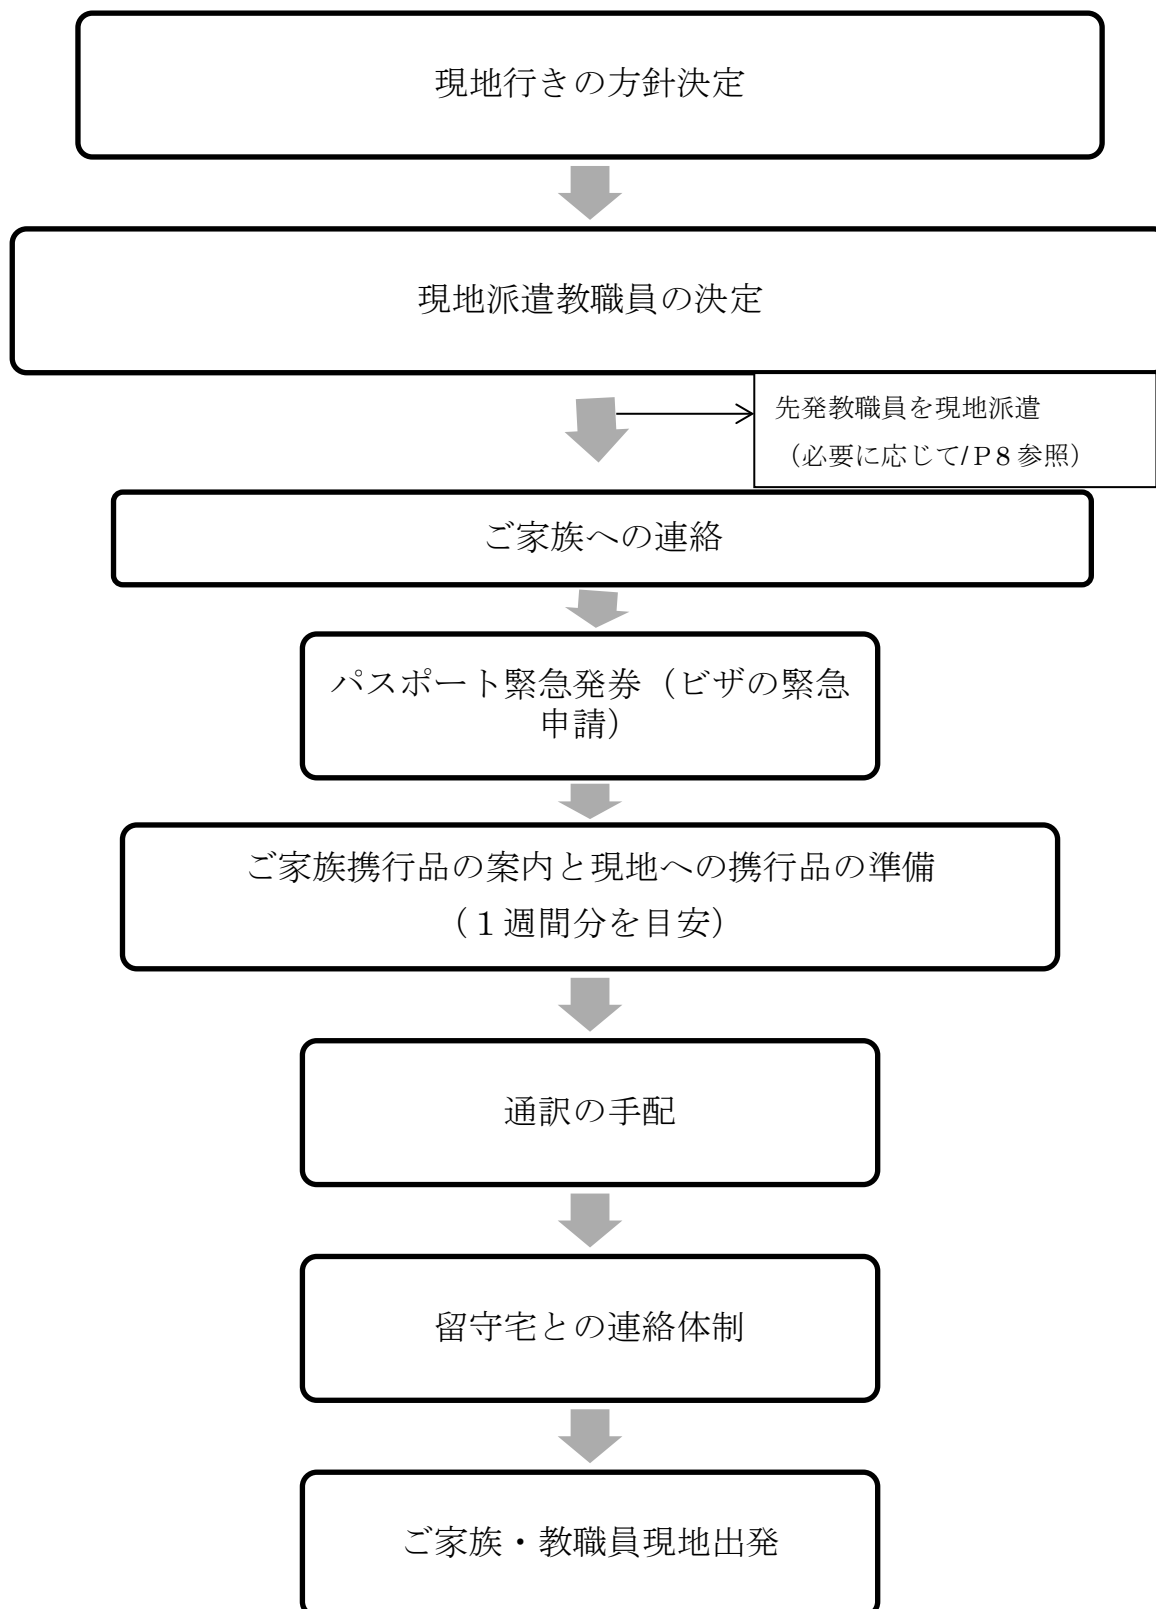 現地行きの方針決定
現地派遣教職員の決定
先発教職員を現地派遣
（必要に応じて/Ｐ８参照）
ご家族への連絡
パスポート緊急発券（ビザの緊急
申請）
ご家族携行品の案内と現地への携行品の準備
（１週間分を目安）
通訳の手配
留守宅との連絡体制
ご家族・教職員現地出発